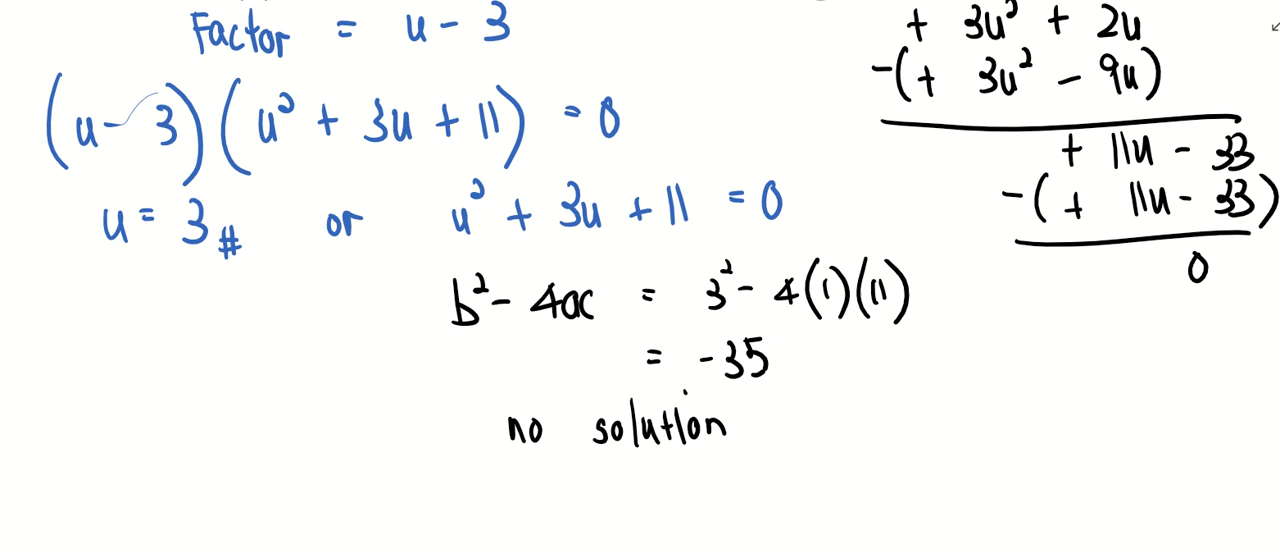 Factor = u - 3
(u - 3)(u² + 3u + 11) = 0
u = 3# or u² + 3u + 11 = 0
b² - 4ac = 3² - 4(1)(11)
= -35
no solution
+ 3u² + 2u
-(+ 3u² - 9u)
+ 11u - 33
-(+ 11u - 33)
0